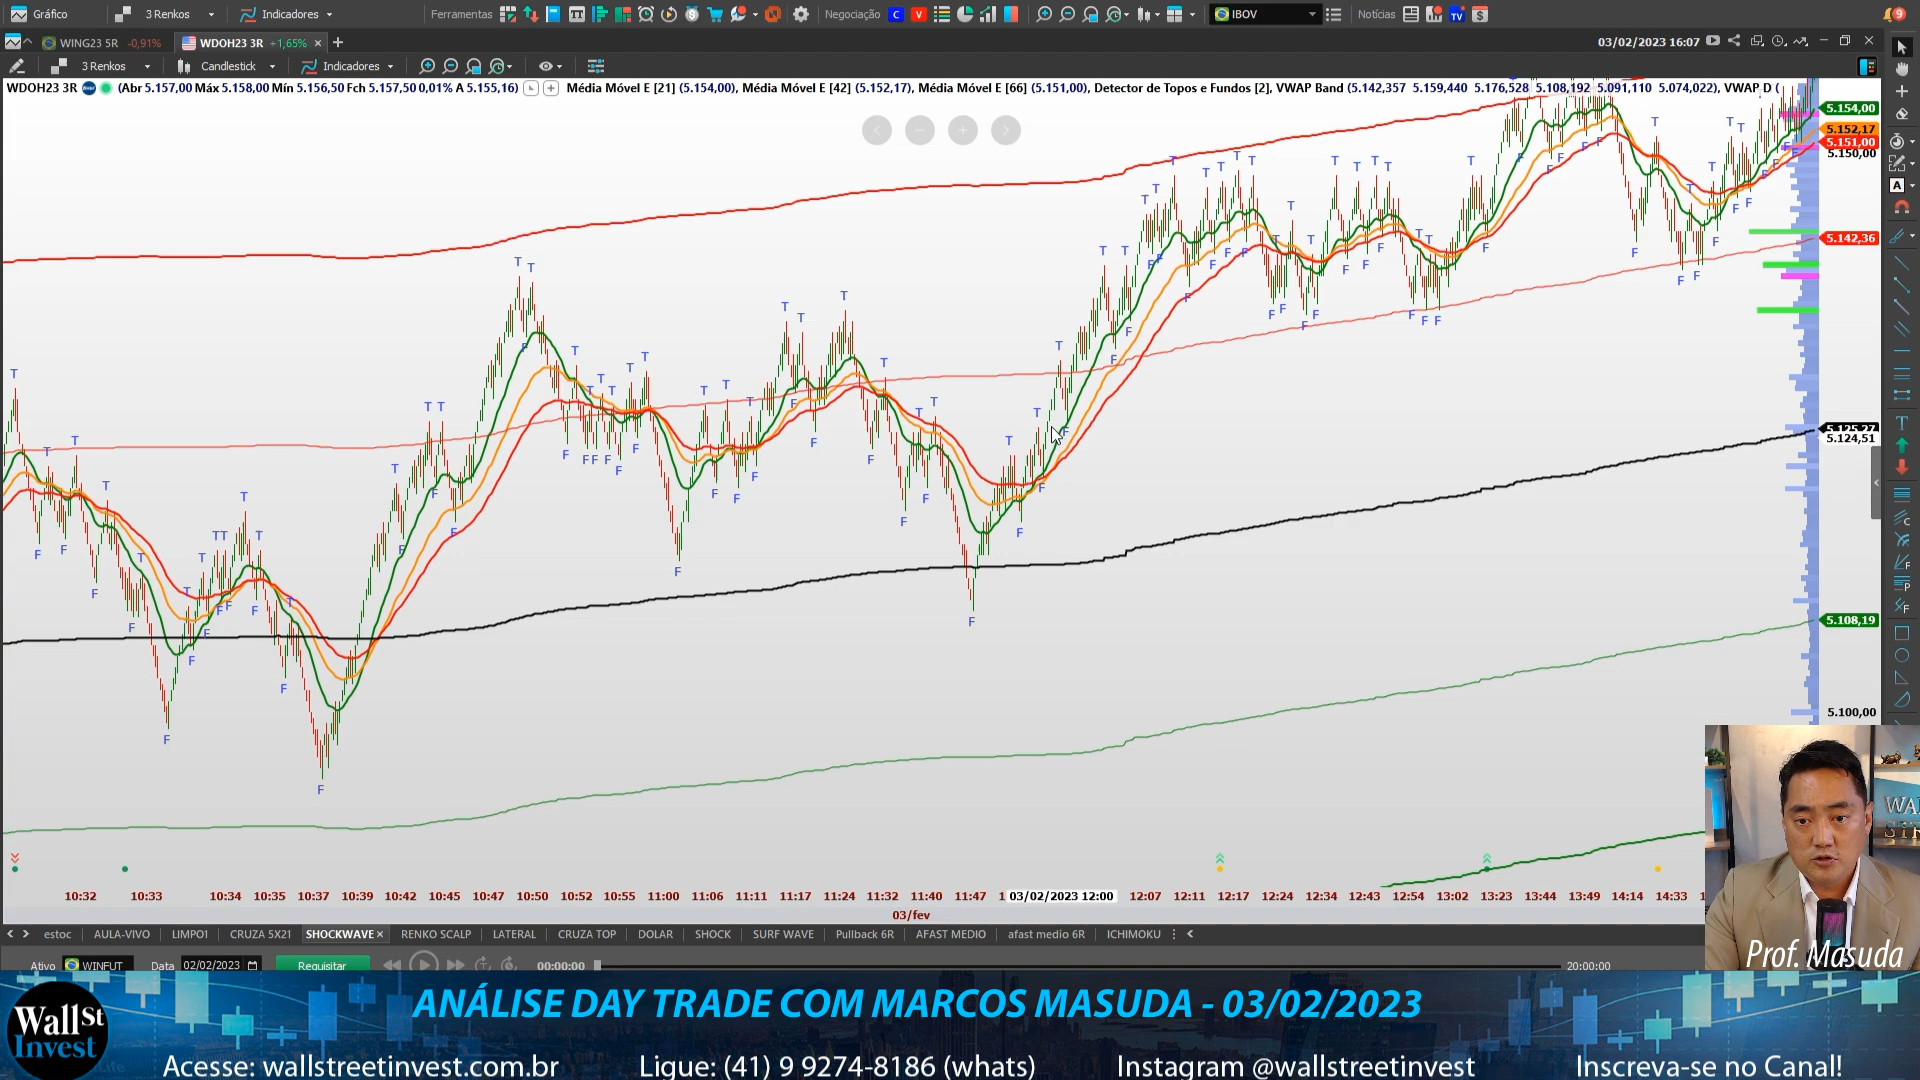 Gráfico 3 Renkos Indicadores Ferramentas Negociação C V IBOV Notícias TV 9
WING23 5R -0,91% WDOH23 3R +1,65% × + 03/02/2023 16:07
3 Renkos Candlestick Indicadores
WDOH23 3R (Abr 5.157,00 Máx 5.158,00 Mín 5.156,50 Fch 5.157,50 0,01% A 5.155,16) Média Móvel E [21] (5.154,00), Média Móvel E [42] (5.152,17), Média Móvel E [66] (5.151,00), Detector de Topos e Fundos [2], VWAP Band (5.142,357 5.159,440 5.176,528 5.108,192 5.091,110 5.074,022), VWAP D (
5.154,00
5.152,17
5.151,00
5.150,00
5.142,36
5.125,27
5.124,51
5.108,19
5.100,00
10:32 10:33 10:34 10:35 10:37 10:39 10:42 10:45 10:47 10:50 10:52 10:55 11:00 11:06 11:11 11:17 11:24 11:32 11:40 11:47 1 03/02/2023 12:00 12:07 12:11 12:17 12:24 12:34 12:43 12:54 13:02 13:23 13:44 13:49 14:14 14:33
03/fev
estoc AULA-VIVO LIMPO1 CRUZA 5X21 SHOCKWAVE × RENKO SCALP LATERAL CRUZA TOP DOLAR SHOCK SURF WAVE Pullback 6R AFAST MEDIO afast medio 6R ICHIMOKU
Ativo WINFUT Data 02/02/2023 Requisitar 00:00:00 20:00:00
Prof. Masuda
Wall St
Invest
ANÁLISE DAY TRADE COM MARCOS MASUDA - 03/02/2023
Acesse: wallstreetinvest.com.br Ligue: (41) 9 9274-8186 (whats) Instagram @wallstreetinvest Inscreva-se no Canal!